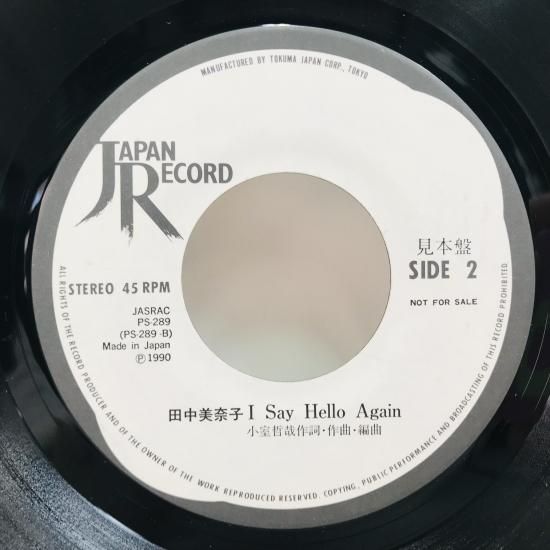 MANUFACTURED BY TOKUMA JAPAN CORP., TOKYO
JAPAN
RECORD
見本盤
SIDE 2
NOT FOR SALE
STEREO 45 RPM
JASRAC
PS-289
(PS-289-B)
Made in Japan
Ⓟ1990
田中美奈子 I Say Hello Again
小室哲哉作詞・作曲・編曲
ALL RIGHTS OF THE RECORD PRODUCER AND OF THE OWNER OF THE WORK REPRODUCED RESERVED. COPYING, PUBLIC PERFORMANCE AND BROADCASTING OF THIS RECORD PROHIBITED